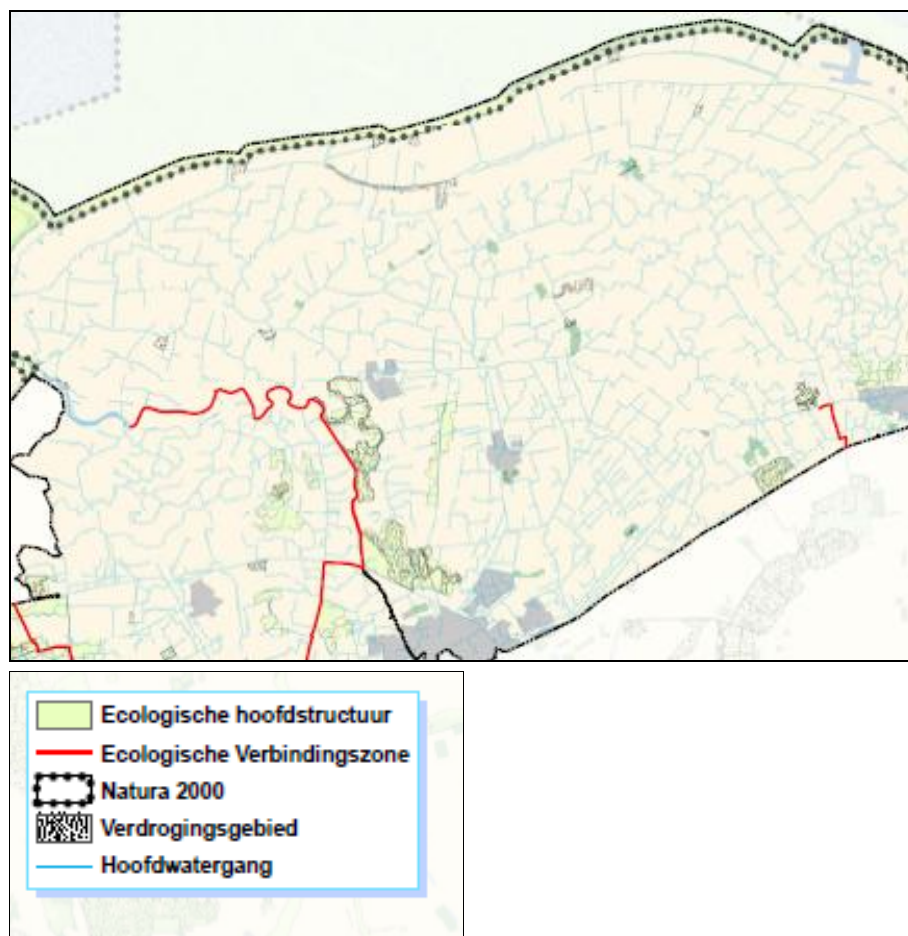 Ecologische hoofdstructuur
Ecologische Verbindingszone
Natura 2000
Verdrogingsgebied
Hoofdwatergang